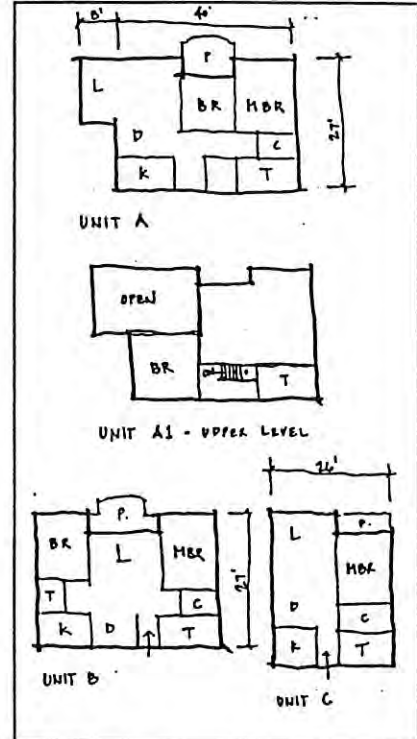 8' 40'
P.
L BR MBR
27'
D C
K T
UNIT A
OPEN
BR T
UNIT A1 - UPPER LEVEL
26'
P. L P.
BR L MBR
27' MBR
T C D C
K D T K T
UNIT B
UNIT C